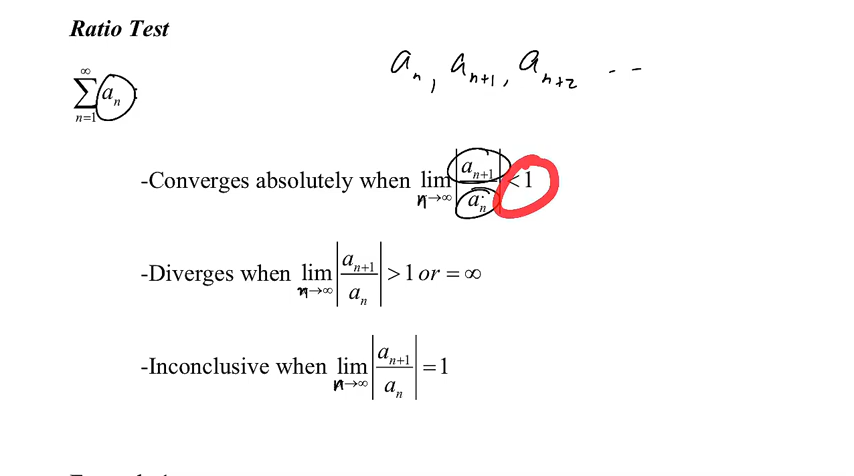 Ratio Test
a_n, a_{n+1}, a_{n+2} - -
∑_{n=1}^{∞} a_n
-Converges absolutely when lim_{n→∞} |a_{n+1}/a_n| < 1
-Diverges when lim_{n→∞} |a_{n+1}/a_n| > 1 or = ∞
-Inconclusive when lim_{n→∞} |a_{n+1}/a_n| = 1